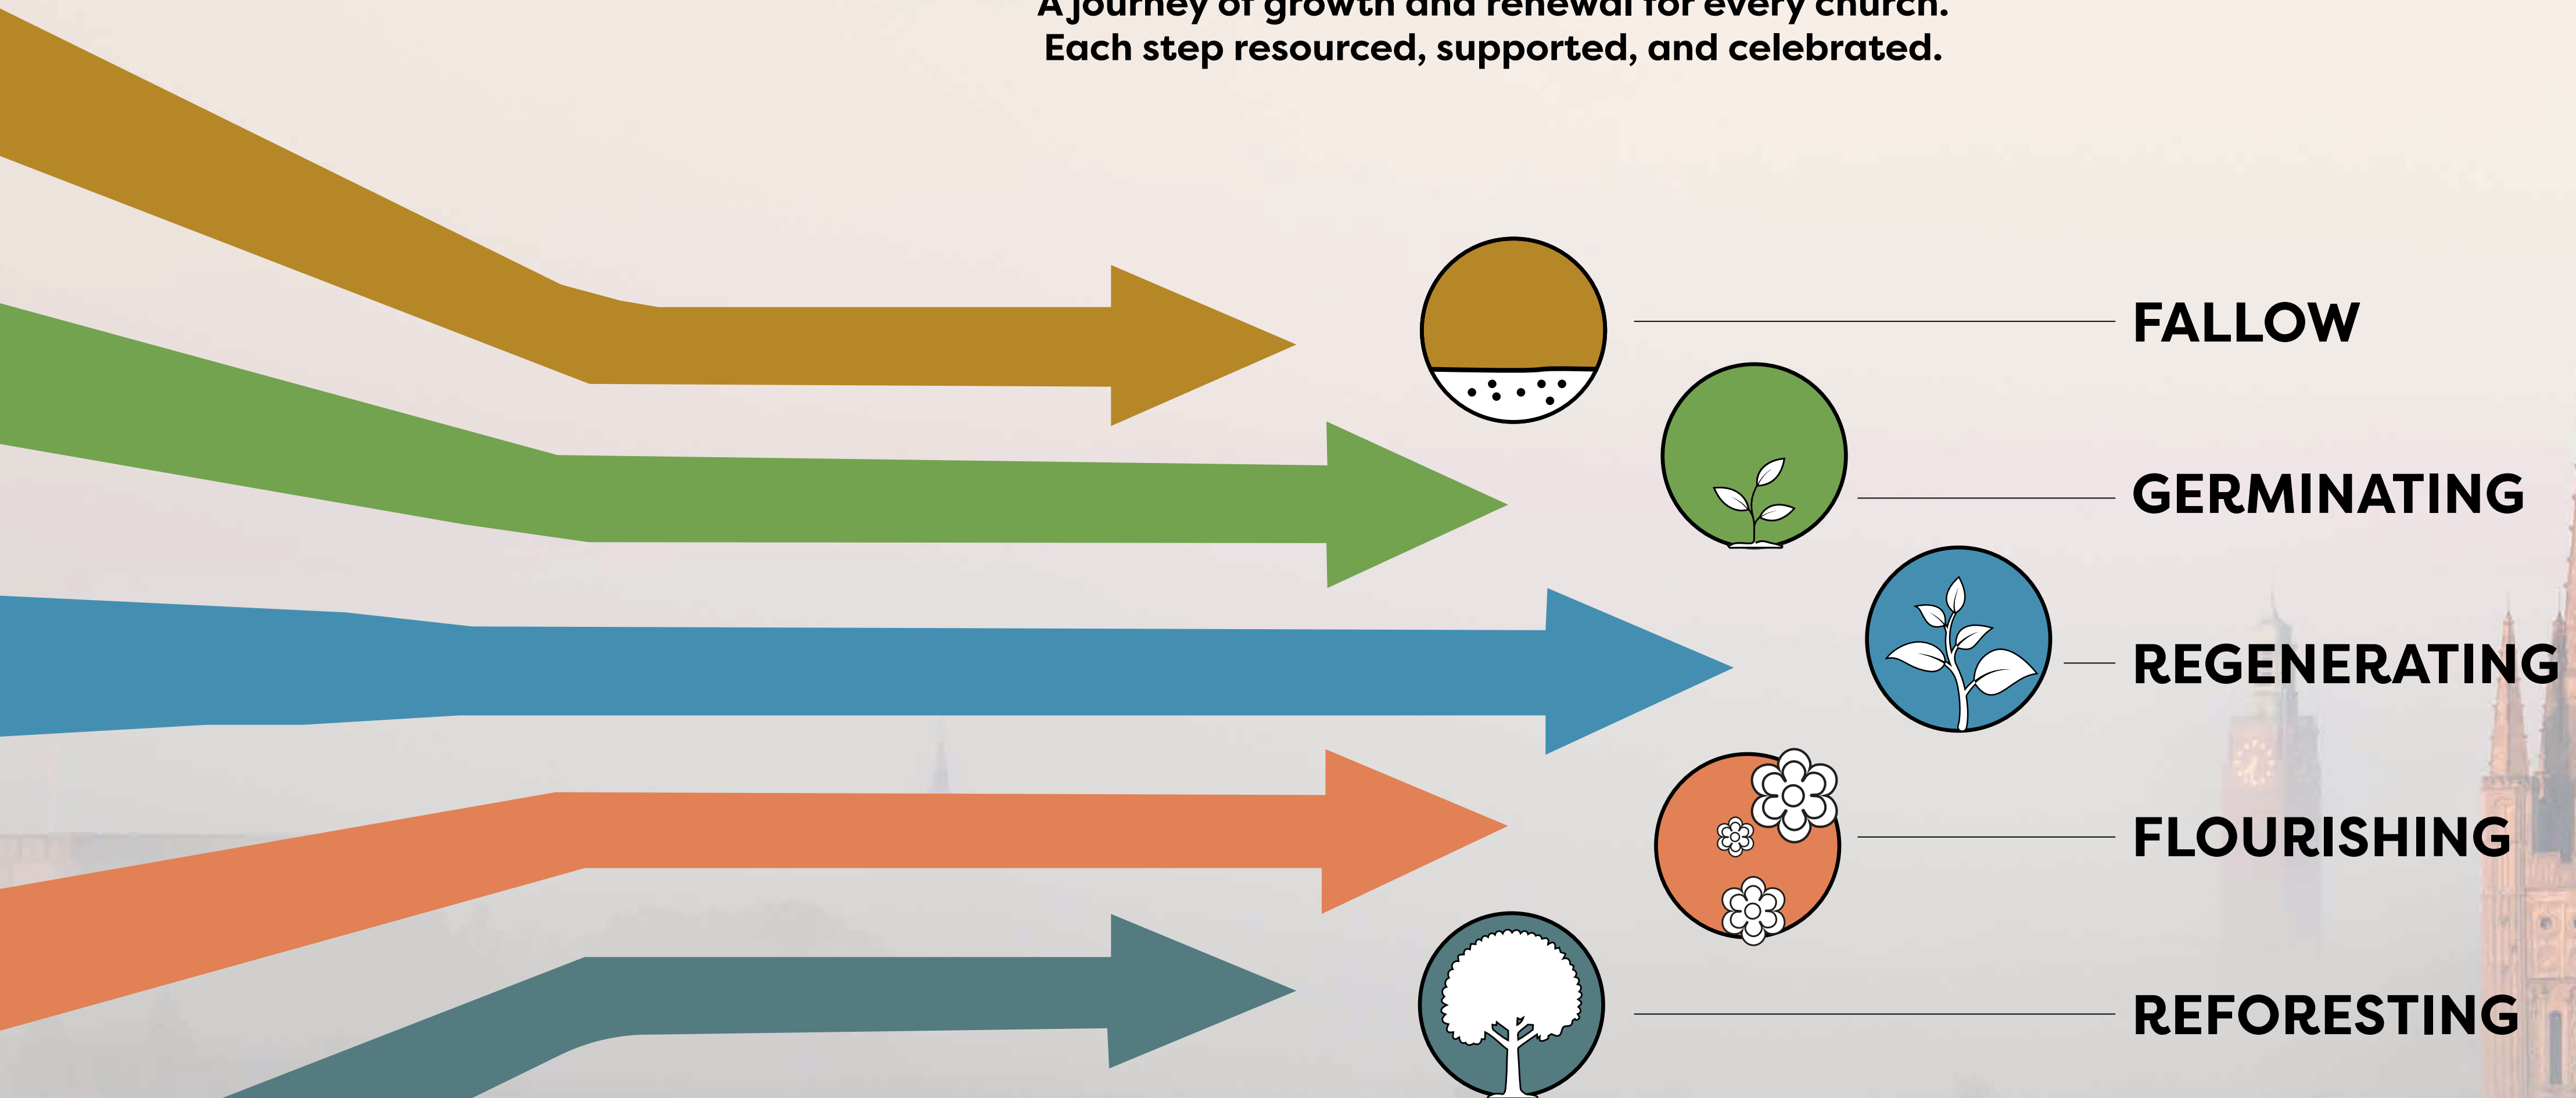 A journey of growth and renewal for every church.
Each step resourced, supported, and celebrated.
FALLOW
GERMINATING
REGENERATING
FLOURISHING
REFORESTING